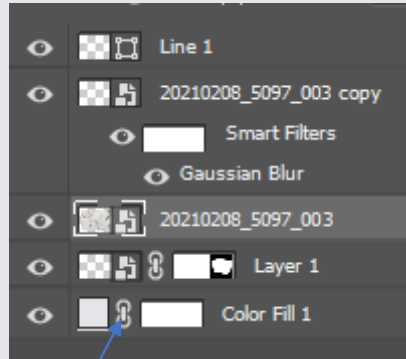 Line 1
20210208_5097_003 copy
Smart Filters
Gaussian Blur
20210208_5097_003
Layer 1
Color Fill 1